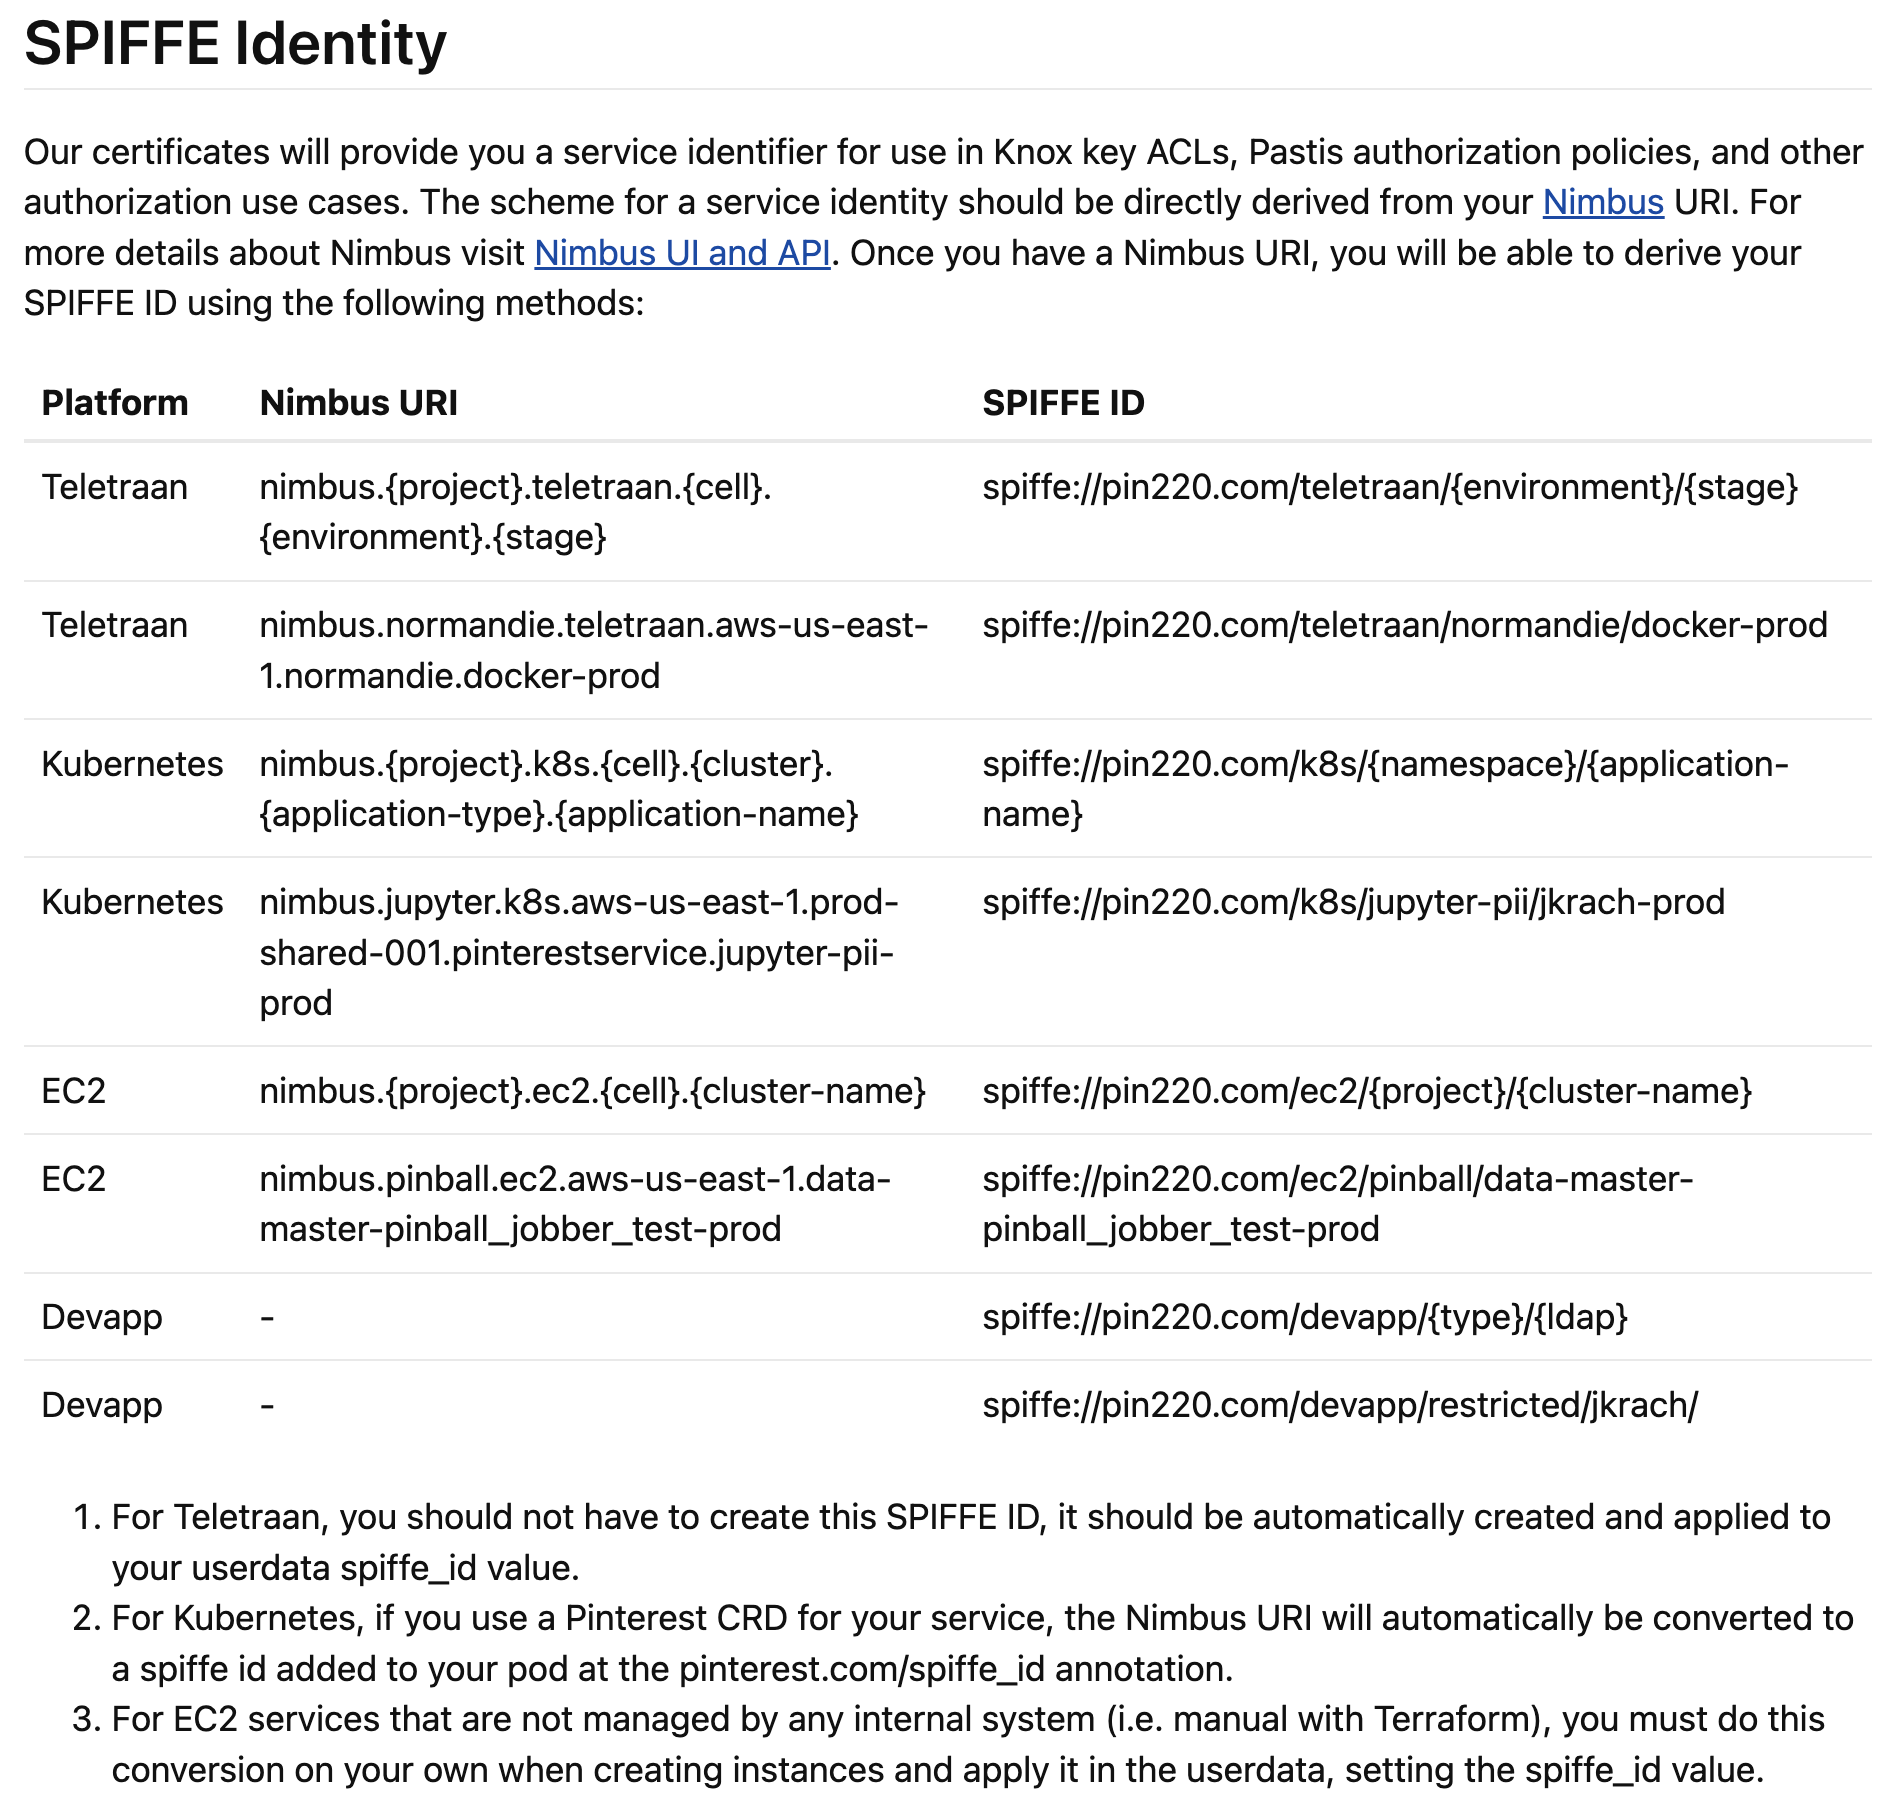 SPIFFE Identity
Our certificates will provide you a service identifier for use in Knox key ACLs, Pastis authorization policies, and other
authorization use cases. The scheme for a service identity should be directly derived from your Nimbus URI. For
more details about Nimbus visit Nimbus UI and API. Once you have a Nimbus URI, you will be able to derive your
SPIFFE ID using the following methods:
Platform Nimbus URI SPIFFE ID
Teletraan nimbus.{project}.teletraan.{cell}. spiffe://pin220.com/teletraan/{environment}/{stage}
{environment}.{stage}
Teletraan nimbus.normandie.teletraan.aws-us-east- spiffe://pin220.com/teletraan/normandie/docker-prod
1.normandie.docker-prod
Kubernetes nimbus.{project}.k8s.{cell}.{cluster}. spiffe://pin220.com/k8s/{namespace}/{application-
{application-type}.{application-name} name}
Kubernetes nimbus.jupyter.k8s.aws-us-east-1.prod- spiffe://pin220.com/k8s/jupyter-pii/jkrach-prod
shared-001.pinterestservice.jupyter-pii-
prod
EC2 nimbus.{project}.ec2.{cell}.{cluster-name} spiffe://pin220.com/ec2/{project}/{cluster-name}
EC2 nimbus.pinball.ec2.aws-us-east-1.data- spiffe://pin220.com/ec2/pinball/data-master-
master-pinball_jobber_test-prod pinball_jobber_test-prod
Devapp - spiffe://pin220.com/devapp/{type}/{ldap}
Devapp - spiffe://pin220.com/devapp/restricted/jkrach/
1. For Teletraan, you should not have to create this SPIFFE ID, it should be automatically created and applied to
your userdata spiffe_id value.
2. For Kubernetes, if you use a Pinterest CRD for your service, the Nimbus URI will automatically be converted to
a spiffe id added to your pod at the pinterest.com/spiffe_id annotation.
3. For EC2 services that are not managed by any internal system (i.e. manual with Terraform), you must do this
conversion on your own when creating instances and apply it in the userdata, setting the spiffe_id value.